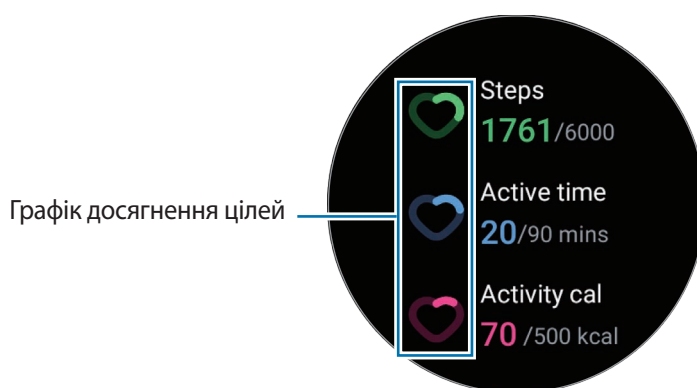 Steps
1761/6000
Графік досягнення цілей
Active time
20/90 mins
Activity cal
70 /500 kcal